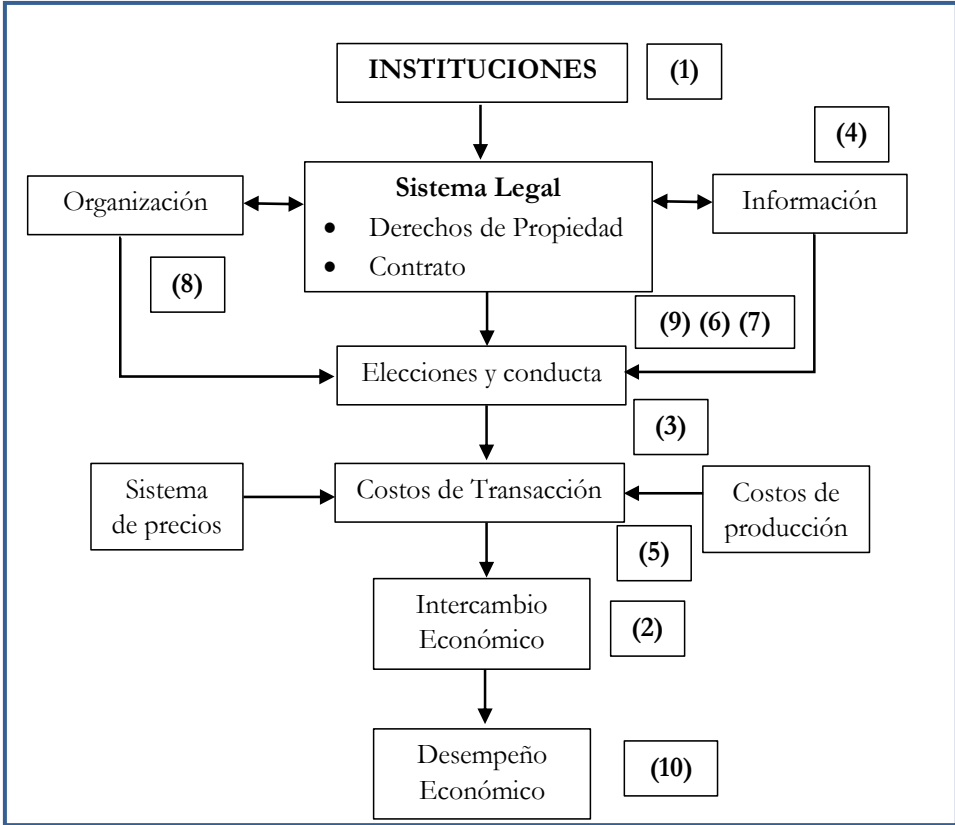 INSTITUCIONES
(1)
(4)
Organización
Sistema Legal
• Derechos de Propiedad
• Contrato
Información
(8)
(9) (6) (7)
Elecciones y conducta
(3)
Sistema
de precios
Costos de Transacción
Costos de
producción
(5)
Intercambio
Económico
(2)
Desempeño
Económico
(10)